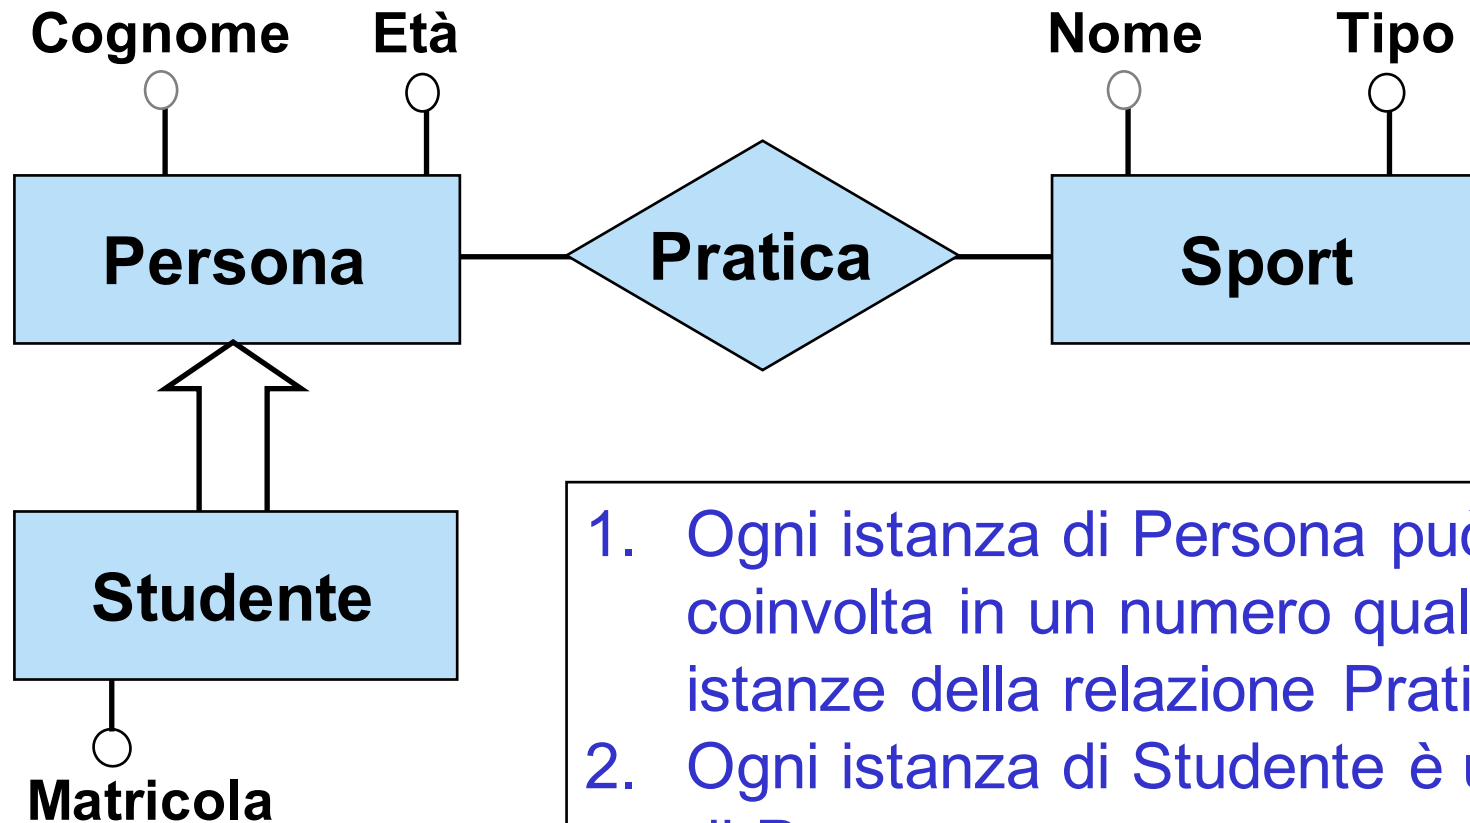 Cognome Età Nome Tipo
Persona Pratica Sport
Studente
Matricola
1. Ogni istanza di Persona
coinvolta in un numero
istanze della relazione
2. Ogni istanza di Studente è